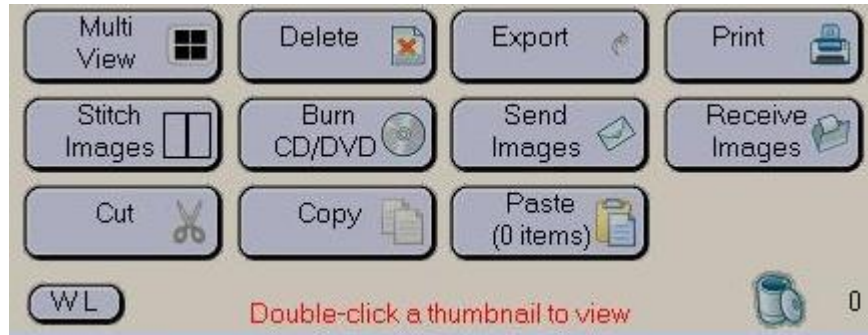 Multi View
Delete
Export
Print
Stitch Images
Burn CD/DVD
Send Images
Receive Images
Cut
Copy
Paste (0 items)
WL
Double-click a thumbnail to view
0